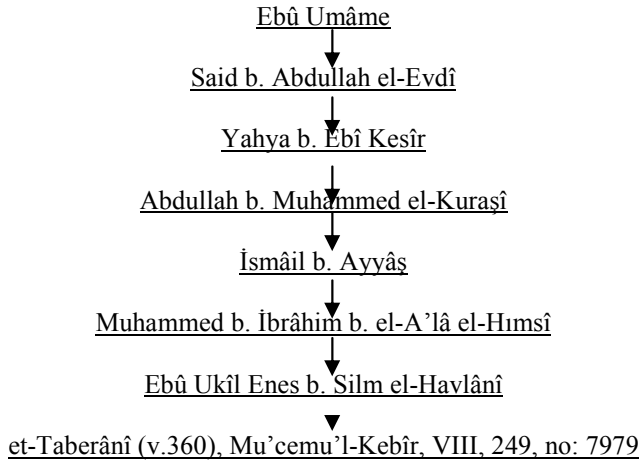 Ebû Umâme
Said b. Abdullah el-Evdî
Yahya b. Ebî Kesîr
Abdullah b. Muhammed el-Kuraşî
İsmâil b. Ayyâş
Muhammed b. İbrâhim b. el-A’lâ el-Hımsî
Ebû Ukîl Enes b. Silm el-Havlânî
et-Taberânî (v.360), Mu’cemu’l-Kebîr, VIII, 249, no: 7979